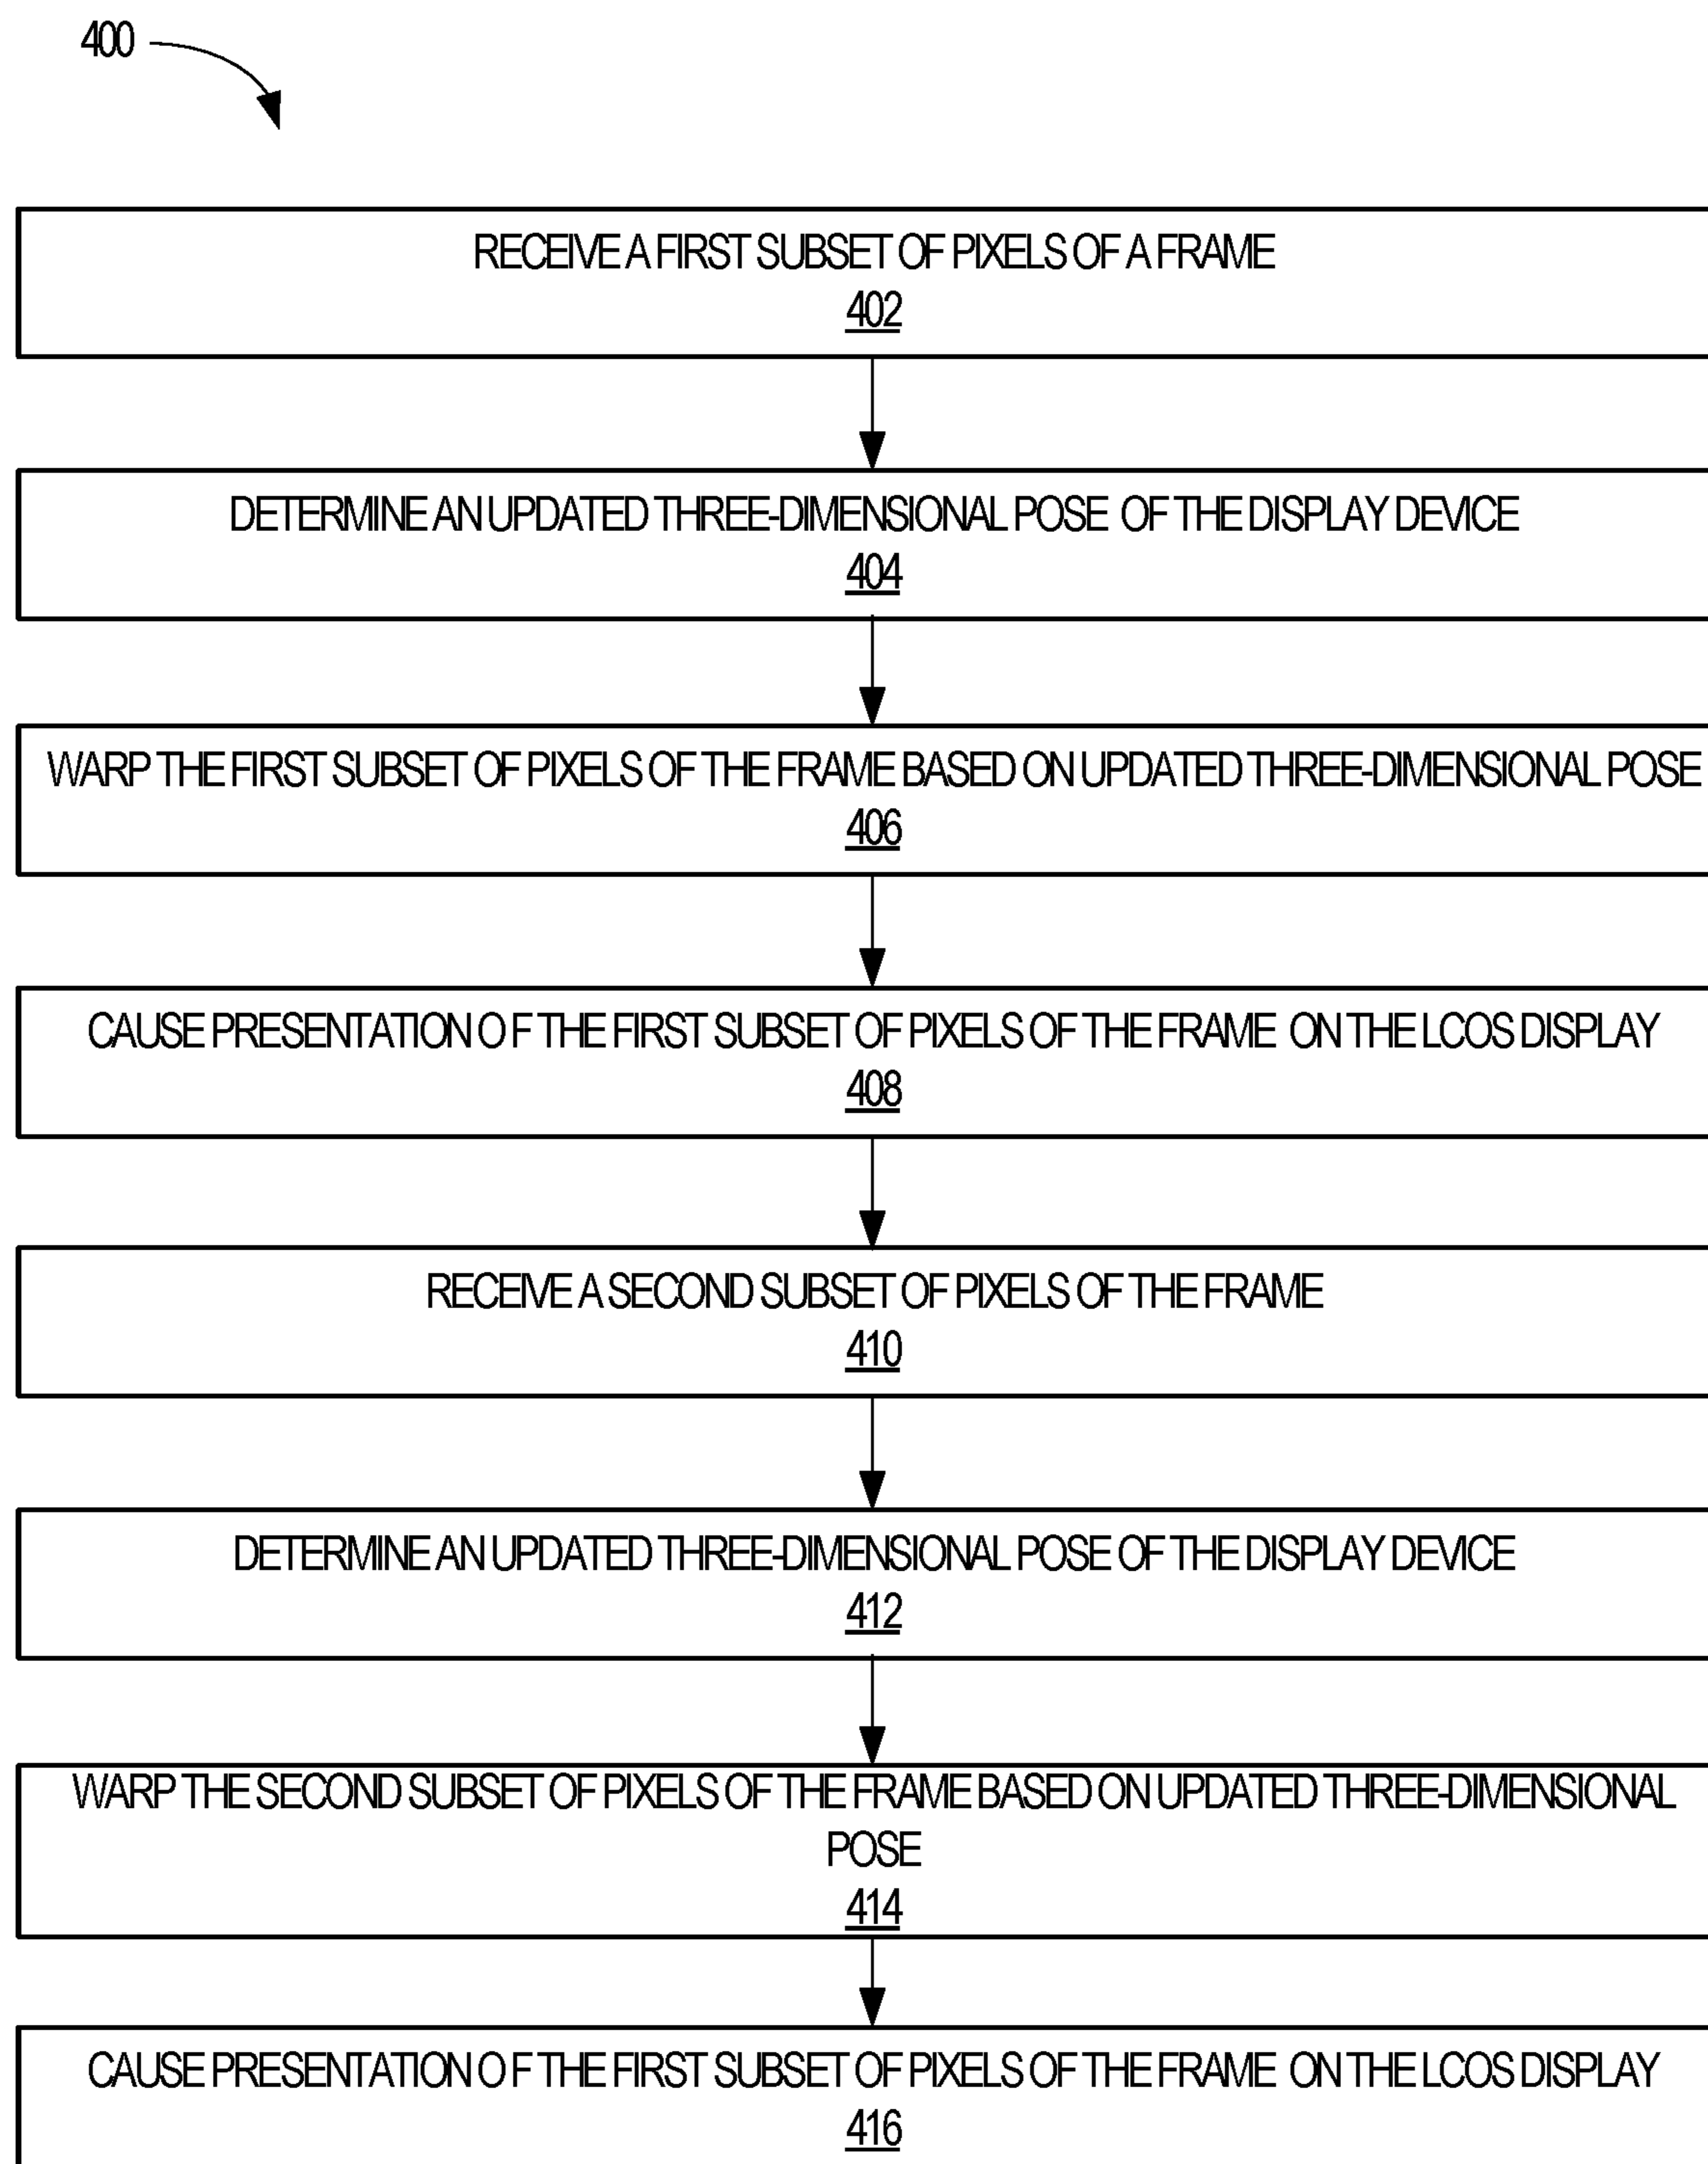 400
RECEIVE A FIRST SUBSET OF PIXELS OF A FRAME
402
DETERMINE AN UPDATED THREE-DIMENSIONAL POSE OF THE DISPLAY DEVICE
404
WARP THE FIRST SUBSET OF PIXELS OF THE FRAME BASED ON UPDATED THREE-DIMENSIONAL POSE
406
CAUSE PRESENTATION O F THE FIRST SUBSET OF PIXELS OF THE FRAME ON THE LCOS DISPLAY
408
RECEIVE A SECOND SUBSET OF PIXELS OF THE FRAME
410
DETERMINE AN UPDATED THREE-DIMENSIONAL POSE OF THE DISPLAY DEVICE
412
WARP THE SECOND SUBSET OF PIXELS OF THE FRAME BASED ON UPDATED THREE-DIMENSIONAL
POSE
414
CAUSE PRESENTATION O F THE FIRST SUBSET OF PIXELS OF THE FRAME ON THE LCOS DISPLAY
416